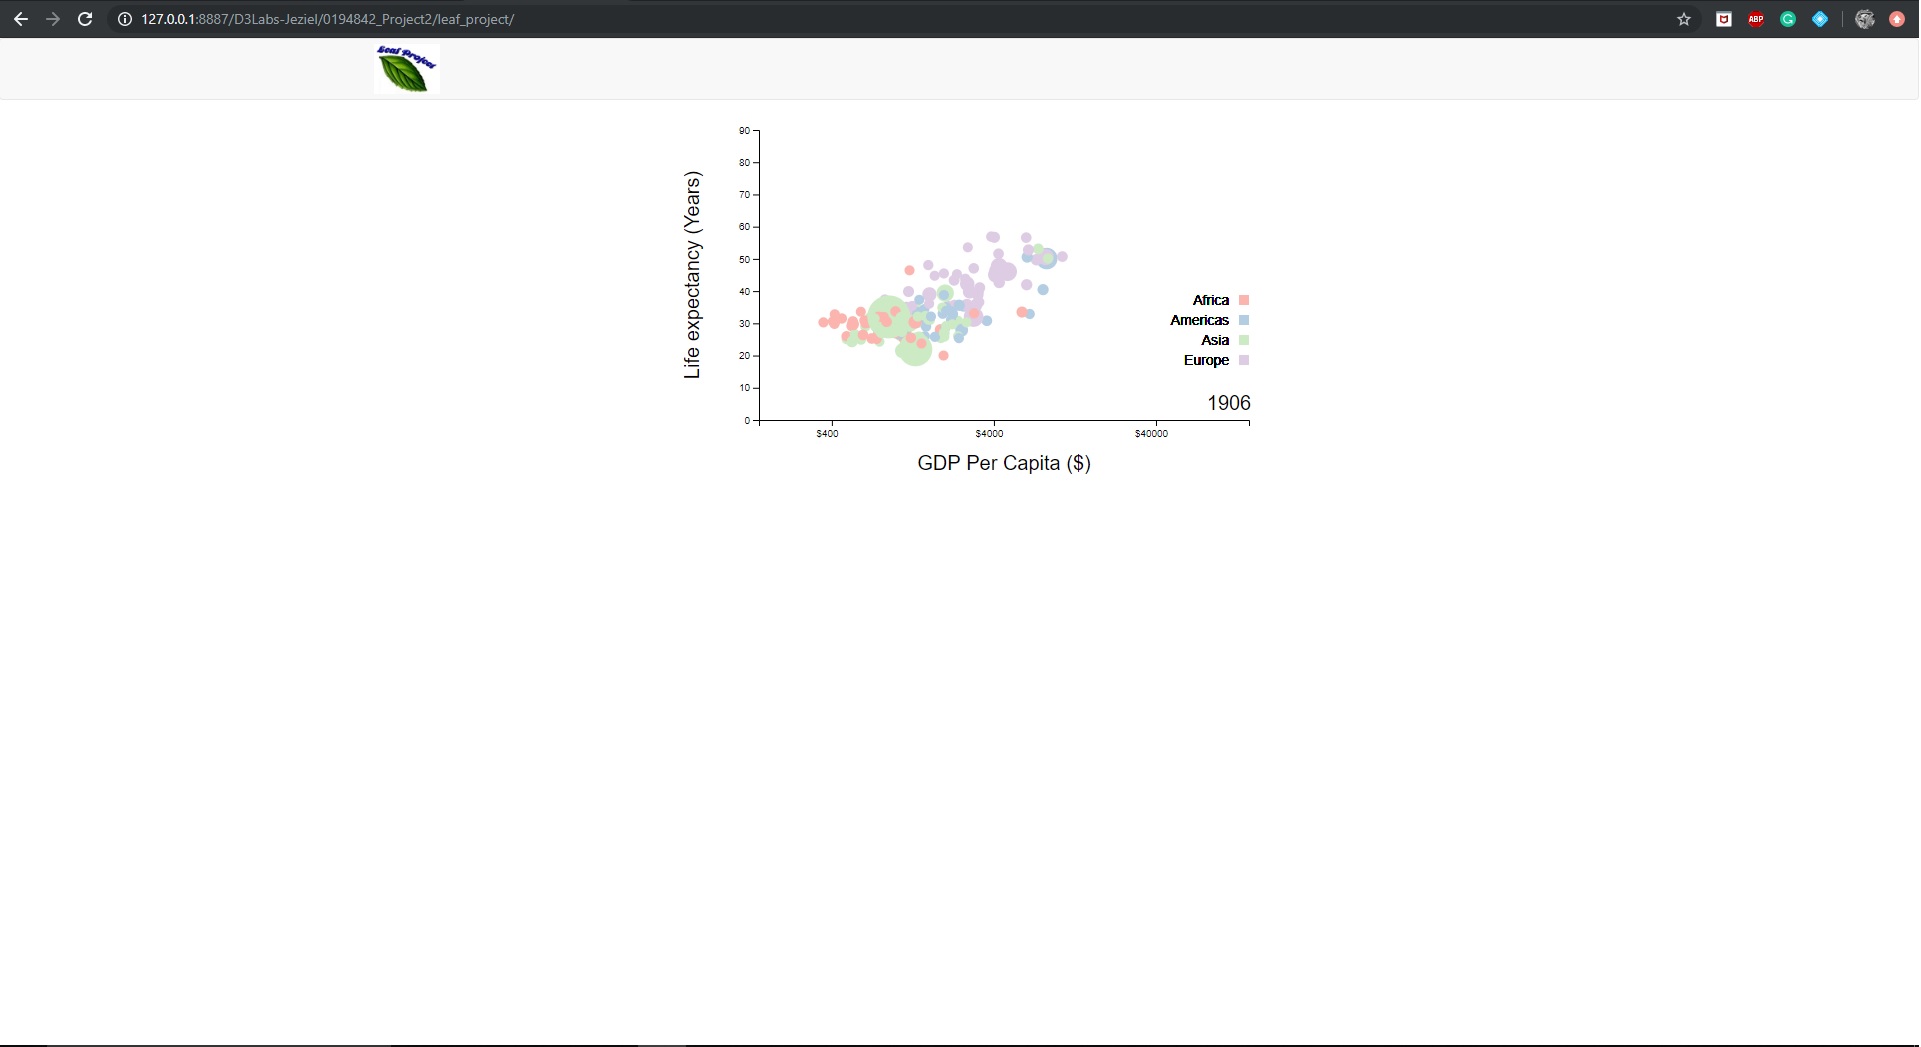 127.0.0.1:8887/D3Labs-Jeziel/0194842_Project2/leaf_project/
ABP
G
Leaf Project
90
80
70
60
50
40
30
20
10
0
Life expectancy (Years)
Africa
Americas
Asia
Europe
1906
$400
$4000
$40000
GDP Per Capita ($)